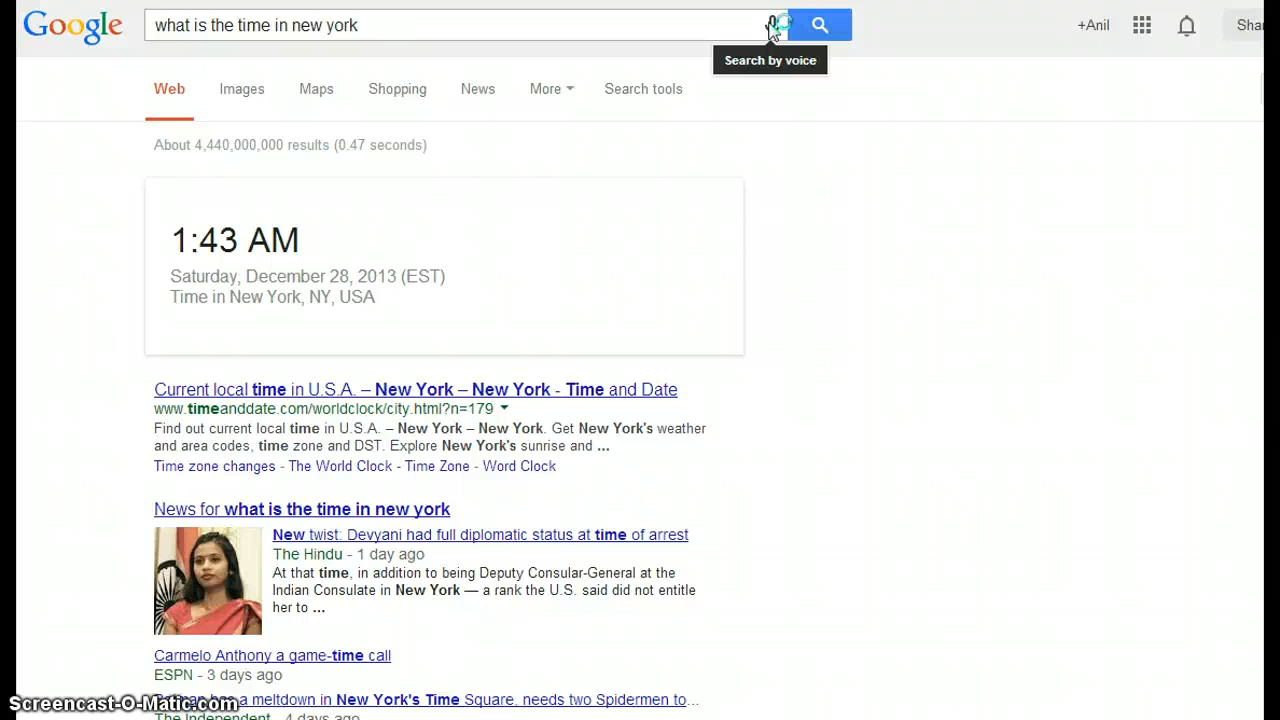 Google
what is the time in new york
+Anil
Sha
Search by voice
Web Images Maps Shopping News More Search tools
About 4,440,000,000 results (0.47 seconds)
1:43 AM
Saturday, December 28, 2013 (EST)
Time in New York, NY, USA
Current local time in U.S.A. – New York – New York - Time and Date
www.timeanddate.com/worldclock/city.html?n=179
Find out current local time in U.S.A. – New York – New York. Get New York's weather
and area codes, time zone and DST. Explore New York's sunrise and ...
Time zone changes - The World Clock - Time Zone - Word Clock
News for what is the time in new york
New twist: Devyani had full diplomatic status at time of arrest
The Hindu - 1 day ago
At that time, in addition to being Deputy Consular-General at the
Indian Consulate in New York — a rank the U.S. said did not entitle
her to ...
Carmelo Anthony a game-time call
ESPN - 3 days ago
has a meltdown in New York's Time Square, needs two Spidermen to...
Screencast-O-Matic.com
The Independent - 4 days ago